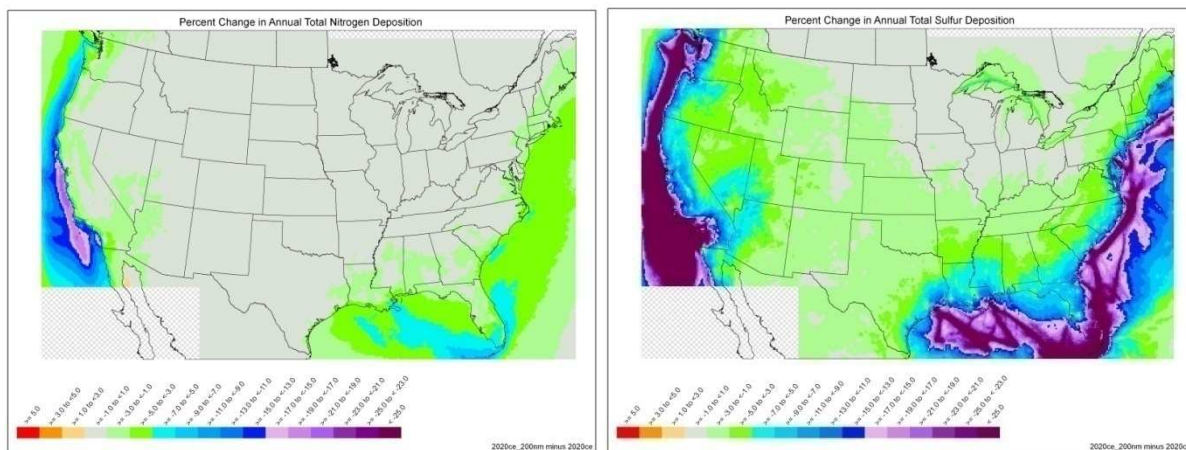 Percent Change in Annual Total Nitrogen Deposition
>= 5.0
>= 3.0 to <5.0
>= 1.0 to <3.0
>= -1.0 to <1.0
>= -3.0 to <-1.0
>= -5.0 to <-3.0
>= -7.0 to <-5.0
>= -9.0 to <-7.0
>= -11.0 to <-9.0
>= -13.0 to <-11.0
>= -15.0 to <-13.0
>= -17.0 to <-15.0
>= -19.0 to <-17.0
>= -21.0 to <-19.0
>= -23.0 to <-21.0
>= -25.0 to < -23.0
< -25.0
2020ce_200nm minus 2020ce
Percent Change in Annual Total Sulfur Deposition
>= 5.0
>= 3.0 to <5.0
>= 1.0 to <3.0
>= -1.0 to <1.0
>= -3.0 to <-1.0
>= -5.0 to <-3.0
>= -7.0 to <-5.0
>= -9.0 to <-7.0
>= -11.0 to <-9.0
>= -13.0 to <-11.0
>= -15.0 to <-13.0
>= -17.0 to <-15.0
>= -19.0 to <-17.0
>= -21.0 to <-19.0
>= -23.0 to <-21.0
>= -25.0 to < -23.0
< -25.0
2020ce_200nm minus 2020ce